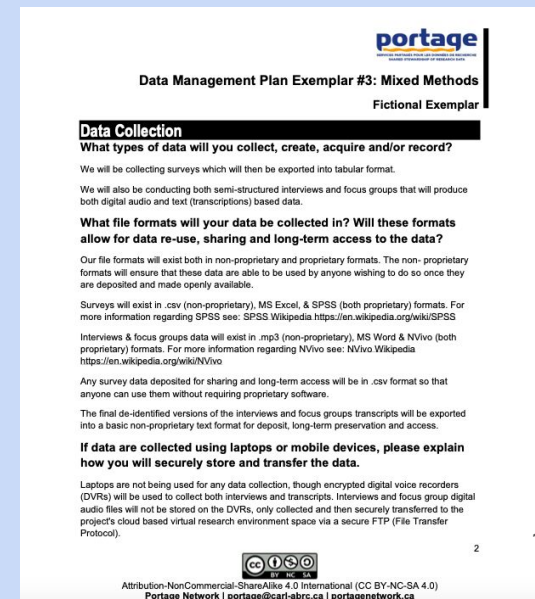 portage
SERVICES PARTAGÉS POUR LES DONNÉES DE RECHERCHE
SHARED STEWARDSHIP OF RESEARCH DATA
Data Management Plan Exemplar #3: Mixed Methods
Fictional Exemplar
Data Collection
What types of data will you collect, create, acquire and/or record?
We will be collecting surveys which will then be exported into tabular format.
We will also be conducting both semi-structured interviews and focus groups that will produce
both digital audio and text (transcriptions) based data.
What file formats will your data be collected in? Will these formats
allow for data re-use, sharing and long-term access to the data?
Our file formats will exist both in non-proprietary and proprietary formats. The non- proprietary
formats will ensure that these data are able to be used by anyone wishing to do so once they
are deposited and made openly available.
Surveys will exist in .csv (non-proprietary), MS Excel, & SPSS (both proprietary) formats. For
more information regarding SPSS see: SPSS Wikipedia https://en.wikipedia.org/wiki/SPSS
Interviews & focus groups data will exist in .mp3 (non-proprietary), MS Word & NVivo (both
proprietary) formats. For more information regarding NVivo see: NVivo Wikipedia
https://en.wikipedia.org/wiki/NVivo
Any survey data deposited for sharing and long-term access will be in .csv format so that
anyone can use them without requiring proprietary software.
The final de-identified versions of the interviews and focus groups transcripts will be exported
into a basic non-proprietary text format for deposit, long-term preservation and access.
If data are collected using laptops or mobile devices, please explain
how you will securely store and transfer the data.
Laptops are not being used for any data collection, though encrypted digital voice recorders
(DVRs) will be used to collect both interviews and transcripts. Interviews and focus group digital
audio files will not be stored on the DVRs, only collected and then securely transferred to the
project's cloud based virtual research environment space via a secure FTP (File Transfer
Protocol).
2
cc BY NC SA
Attribution-NonCommercial-ShareAlike 4.0 International (CC BY-NC-SA 4.0)
Portage Network | portage@carl-abrc.ca | portagenetwork.ca